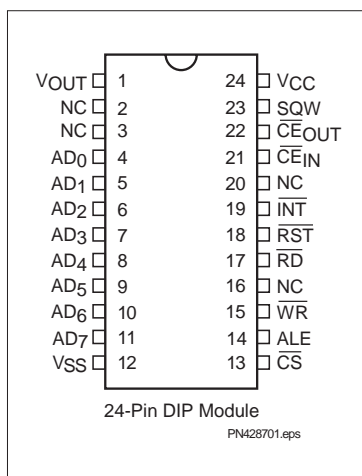 VOUT 1 24 VCC
NC 2 23 SQW
NC 3 22 CEOUT
AD0 4 21 CEIN
AD1 5 20 NC
AD2 6 19 INT
AD3 7 18 RST
AD4 8 17 RD
AD5 9 16 NC
AD6 10 15 WR
AD7 11 14 ALE
VSS 12 13 CS
24-Pin DIP Module
PN428701.eps